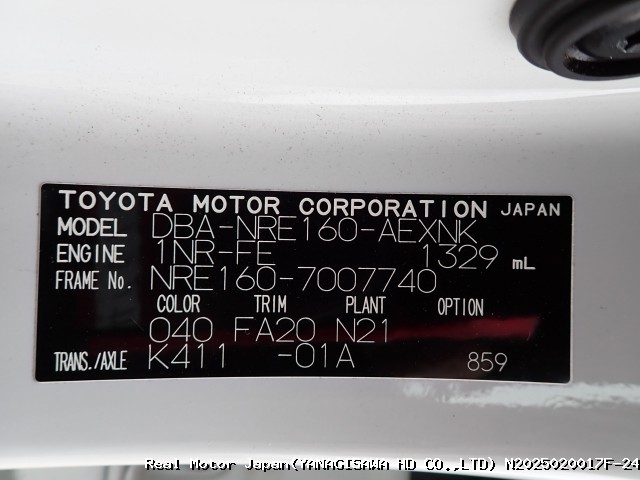 TOYOTA MOTOR CORPORATION JAPAN
MODEL DBA-NRE160-AEXNK
ENGINE 1NR-FE 1329 mL
FRAME No. NRE160-7007740
COLOR TRIM PLANT OPTION
040 FA20 N21
TRANS./AXLE K411 -01A 859
Real Motor Japan(YANAGISAWA HD CO.,LTD) N2025020017F-24